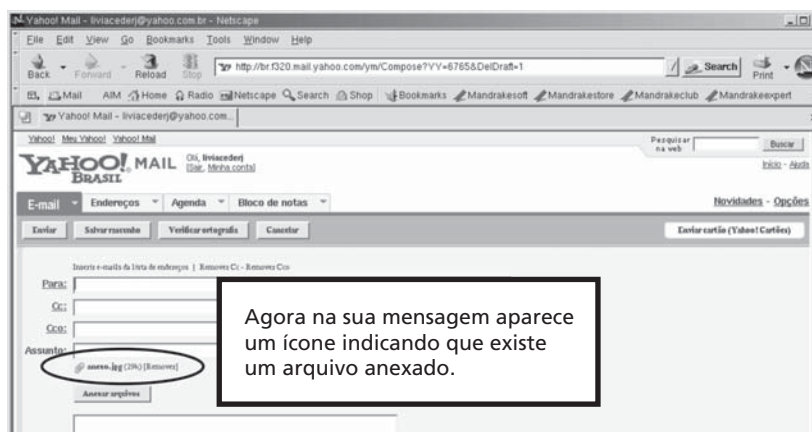 Yahoo! Mail - liviacederj@yahoo.com.br - Netscape
File Edit View Go Bookmarks Tools Window Help
Back Forward Reload Stop http://br.f320.mail.yahoo.com/ym/Compose?YY=6765&DelDraft=1 Search Print
Mail AIM Home Radio Netscape Search Shop Bookmarks Mandrakesoft Mandrakestore Mandrakeclub Mandrakeexpert
Yahoo! Mail - liviacederj@yahoo.com...
Yahoo! Meu Yahoo! Yahoo! Mail Pesquisar na web Buscar
YAHOO! MAIL Olá, liviacederj
BRASIL [Sair, Minha conta] Início - Ajuda
E-mail Endereços Agenda Bloco de notas Novidades - Opções
Enviar Salvar rascunho Verificar ortografia Cancelar Enviar cartão (Yahoo! Cartões)
Inserir e-mails da lista de endereços | Remover Cc - Remover Cco
Para:
Cc:
Cco:
Assunto:
anexo.jpg [Remover]
Anexar arquivos
Agora na sua mensagem aparece
um ícone indicando que existe
um arquivo anexado.